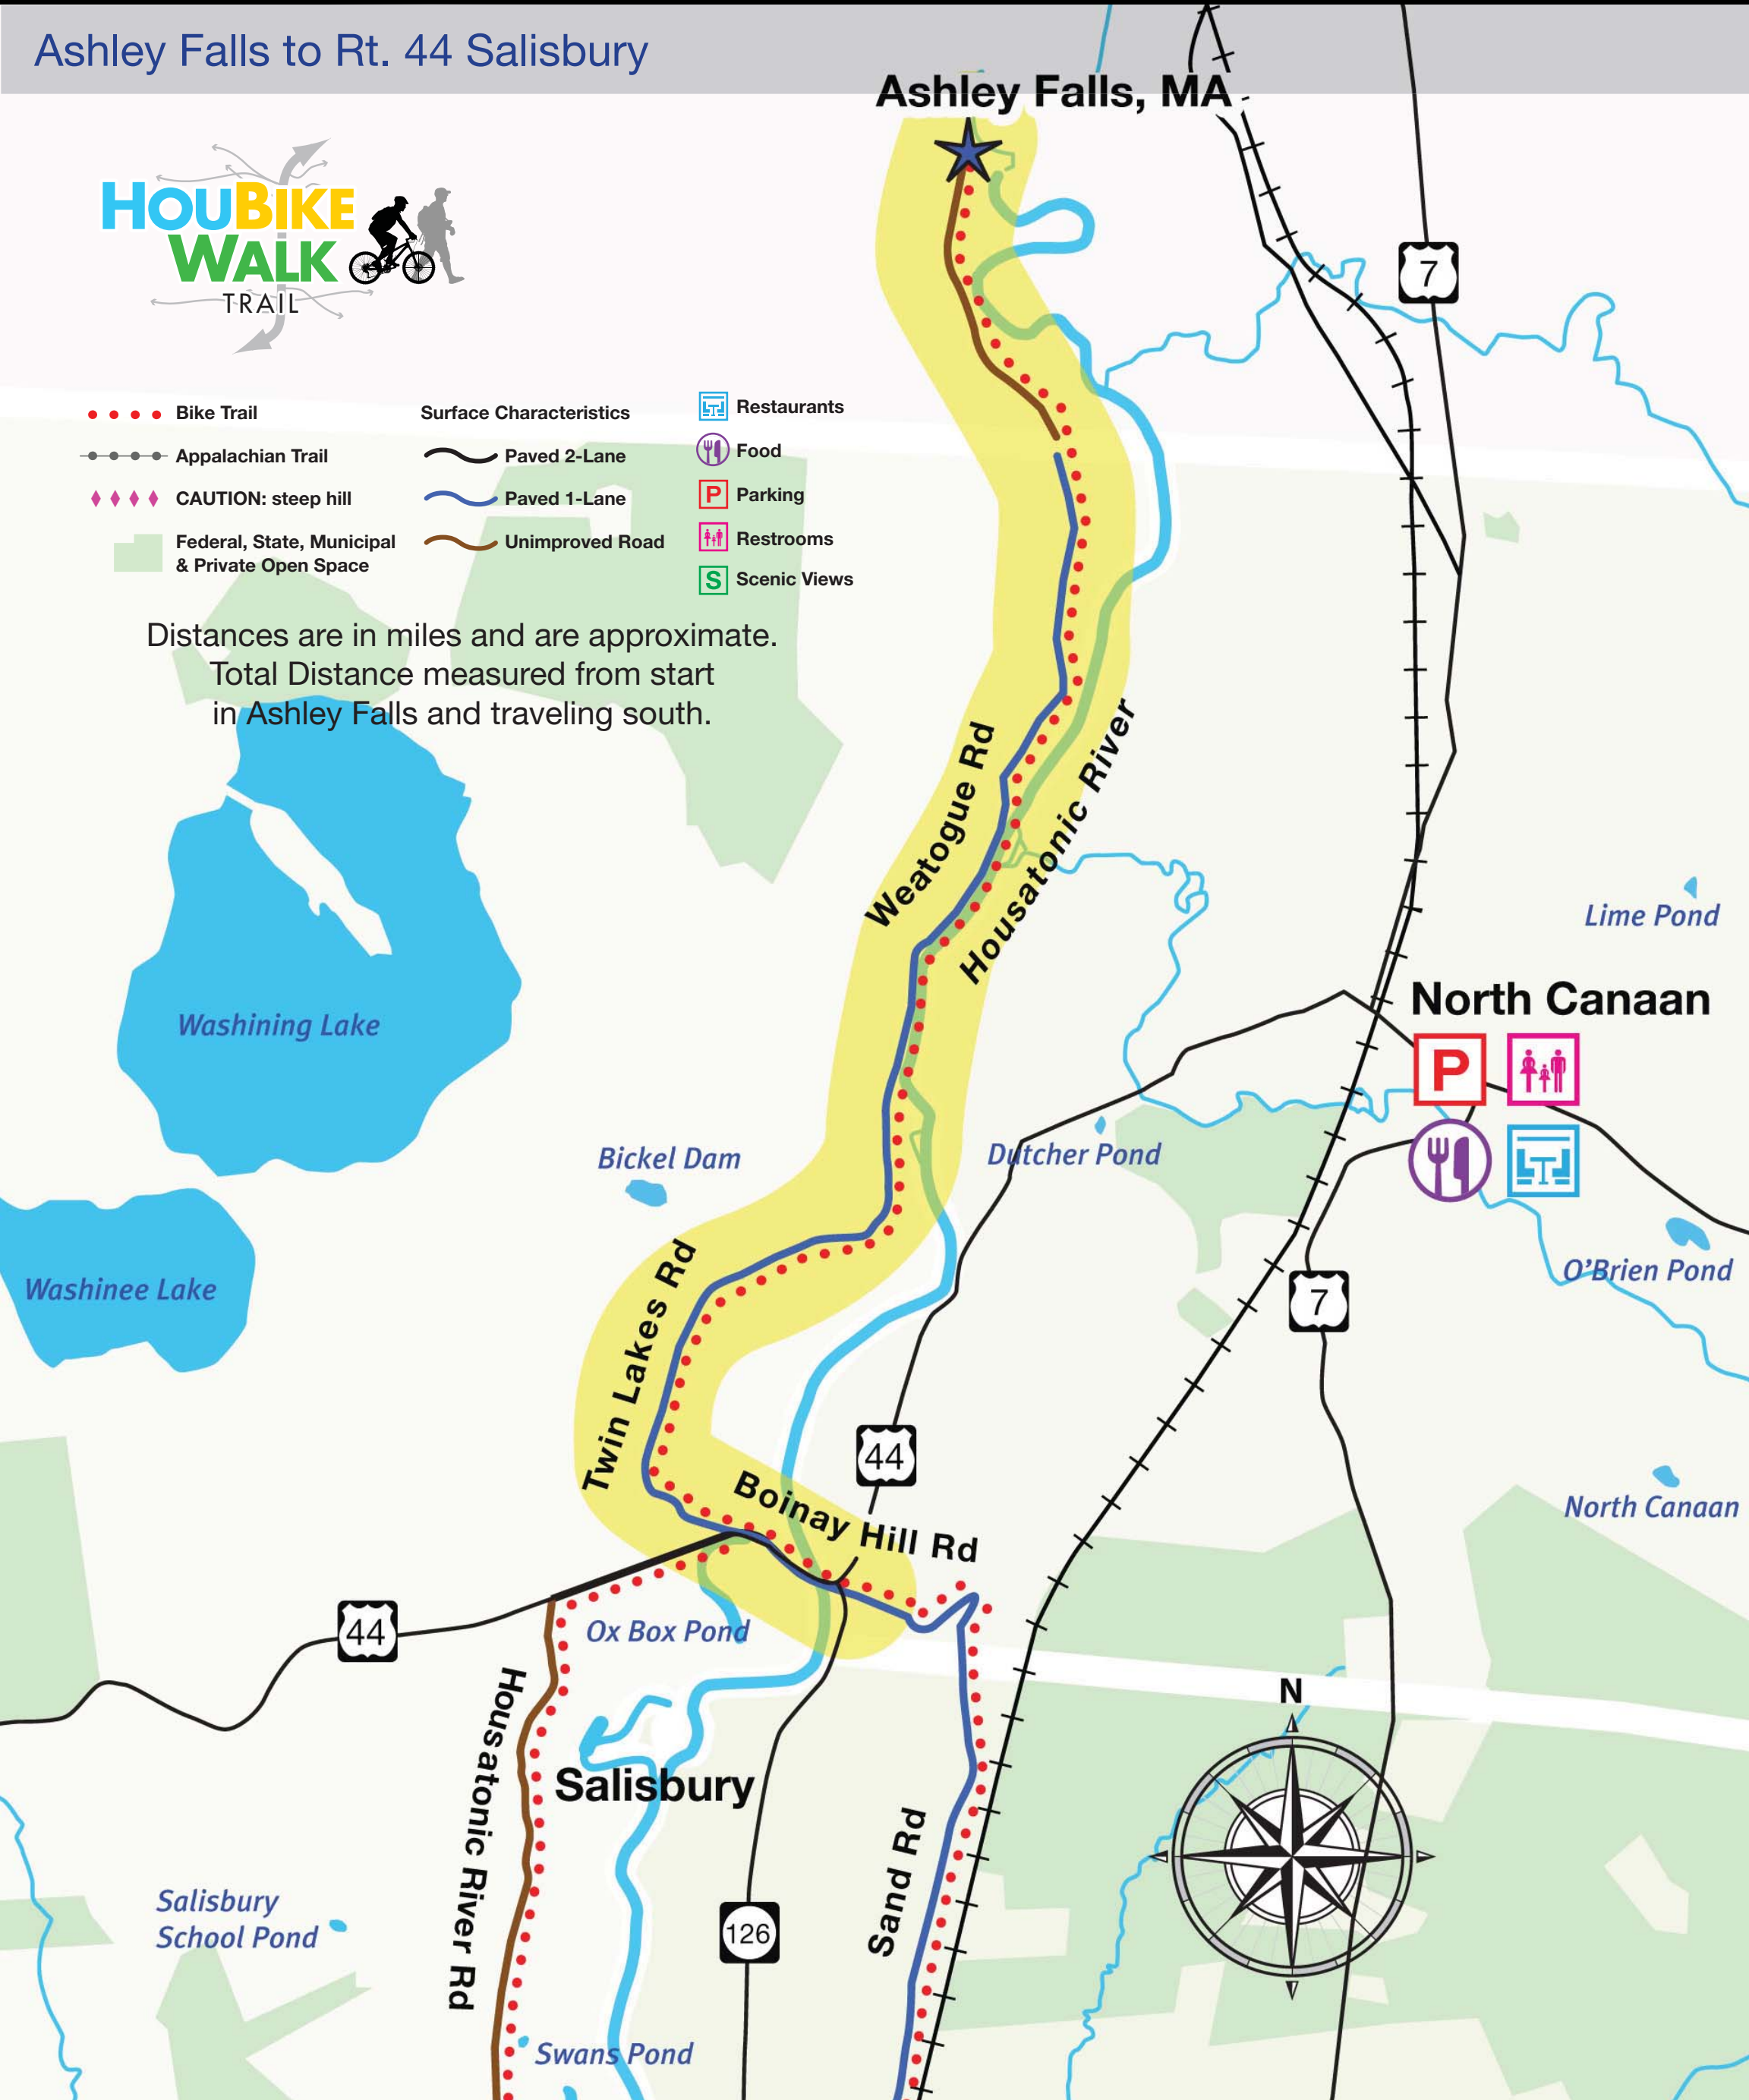 Ashley Falls to Rt. 44 Salisbury
Ashley Falls, MA
HOUBIKE
WALK
TRAIL
7
Bike Trail
Appalachian Trail
CAUTION: steep hill
Federal, State, Municipal
& Private Open Space
Surface Characteristics
Paved 2-Lane
Paved 1-Lane
Unimproved Road
Restaurants
Food
P Parking
Restrooms
S Scenic Views
Distances are in miles and are approximate.
Total Distance measured from start
in Ashley Falls and traveling south.
Weatogue Rd
Housatonic River
Lime Pond
North Canaan
P
Washining Lake
Bickel Dam
Dutcher Pond
Washinee Lake
O'Brien Pond
7
Twin Lakes Rd
44
Boinay Hill Rd
North Canaan
44
Ox Box Pond
Housatonic River Rd
N
Salisbury
Sand Rd
Salisbury
School Pond
126
Swans Pond